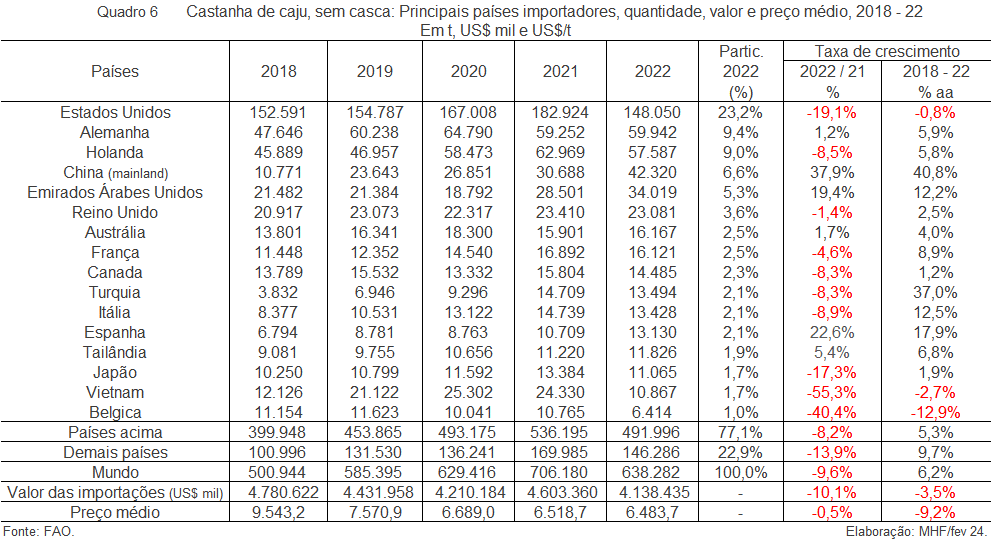 Quadro 6 Castanha de caju, sem casca: Principais países importadores, quantidade, valor e preço médio, 2018 - 22
Em t, US$ mil e US$/t
Países 2018 2019 2020 2021 2022 Partic. 2022 (%) Taxa de crescimento
2022 / 21 % 2018 - 22 % aa
Estados Unidos 152.591 154.787 167.008 182.924 148.050 23,2% -19,1% -0,8%
Alemanha 47.646 60.238 64.790 59.252 59.942 9,4% 1,2% 5,9%
Holanda 45.889 46.957 58.473 62.969 57.587 9,0% -8,5% 5,8%
China (mainland) 10.771 23.643 26.851 30.688 42.320 6,6% 37,9% 40,8%
Emirados Árabes Unidos 21.482 21.384 18.792 28.501 34.019 5,3% 19,4% 12,2%
Reino Unido 20.917 23.073 22.317 23.410 23.081 3,6% -1,4% 2,5%
Austrália 13.801 16.341 18.300 15.901 16.167 2,5% 1,7% 4,0%
França 11.448 12.352 14.540 16.892 16.121 2,5% -4,6% 8,9%
Canada 13.789 15.532 13.332 15.804 14.485 2,3% -8,3% 1,2%
Turquia 3.832 6.946 9.296 14.709 13.494 2,1% -8,3% 37,0%
Itália 8.377 10.531 13.122 14.739 13.428 2,1% -8,9% 12,5%
Espanha 6.794 8.781 8.763 10.709 13.130 2,1% 22,6% 17,9%
Tailândia 9.081 9.755 10.656 11.220 11.826 1,9% 5,4% 6,8%
Japão 10.250 10.799 11.592 13.384 11.065 1,7% -17,3% 1,9%
Vietnam 12.126 21.122 25.302 24.330 10.867 1,7% -55,3% -2,7%
Belgica 11.154 11.623 10.041 10.765 6.414 1,0% -40,4% -12,9%
Países acima 399.948 453.865 493.175 536.195 491.996 77,1% -8,2% 5,3%
Demais países 100.996 131.530 136.241 169.985 146.286 22,9% -13,9% 9,7%
Mundo 500.944 585.395 629.416 706.180 638.282 100,0% -9,6% 6,2%
Valor das importações (US$ mil) 4.780.622 4.431.958 4.210.184 4.603.360 4.138.435 - -10,1% -3,5%
Preço médio 9.543,2 7.570,9 6.689,0 6.518,7 6.483,7 - -0,5% -9,2%
Fonte: FAO. Elaboração: MHF/fev 24.